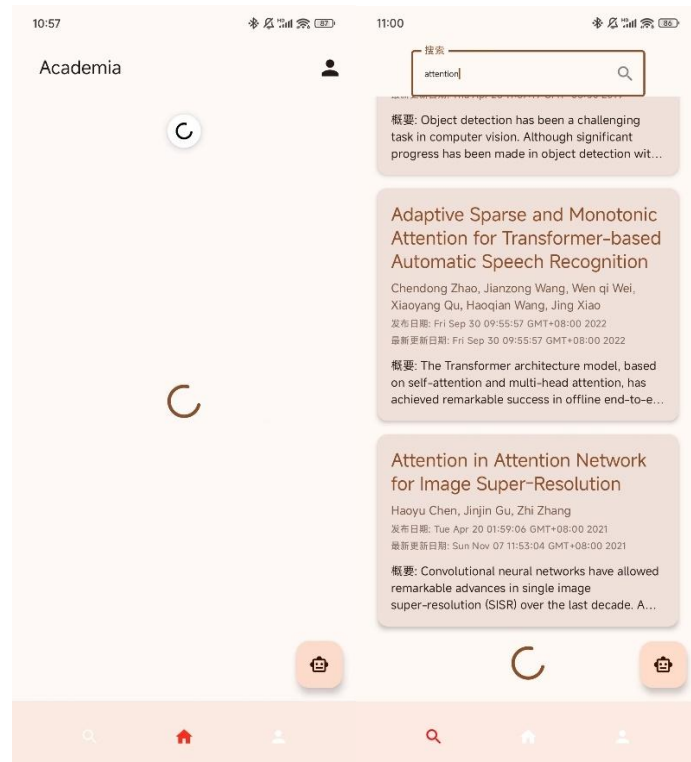 10:57
87
Academia
11:00
86
搜索
attention
概要: Object detection has been a challenging
task in computer vision. Although significant
progress has been made in object detection wit...
Adaptive Sparse and Monotonic
Attention for Transformer-based
Automatic Speech Recognition
Chendong Zhao, Jianzong Wang, Wen qi Wei,
Xiaoyang Qu, Haoqian Wang, Jing Xiao
发布日期: Fri Sep 30 09:55:57 GMT+08:00 2022
最新更新日期: Fri Sep 30 09:55:57 GMT+08:00 2022
概要: The Transformer architecture model, based
on self-attention and multi-head attention, has
achieved remarkable success in offline end-to-e...
Attention in Attention Network
for Image Super-Resolution
Haoyu Chen, Jinjin Gu, Zhi Zhang
发布日期: Tue Apr 20 01:59:06 GMT+08:00 2021
最新更新日期: Sun Nov 07 11:53:04 GMT+08:00 2021
概要: Convolutional neural networks have allowed
remarkable advances in single image
super-resolution (SISR) over the last decade. A...